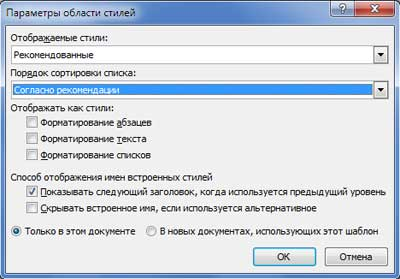 Параметры области стилей
Отображаемые стили:
Рекомендованные
Порядок сортировки списка:
Согласно рекомендации
Отображать как стили:
Форматирование абзацев
Форматирование текста
Форматирование списков
Способ отображения имен встроенных стилей
Показывать следующий заголовок, когда используется предыдущий уровень
Скрывать встроенное имя, если используется альтернативное
Только в этом документе В новых документах, использующих этот шаблон
ОК Отмена